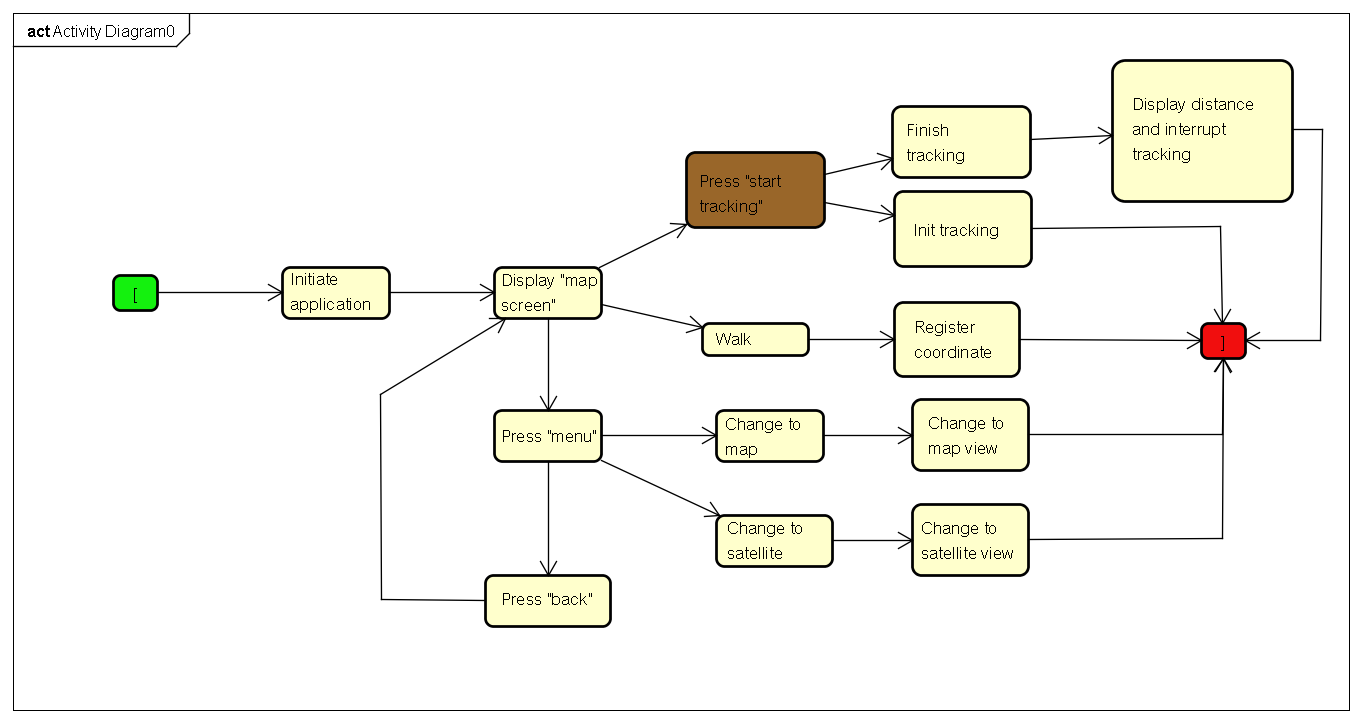 act Activity Diagram0
Display distance
and interrupt
tracking
Finish
tracking
Press "start
tracking"
Init tracking
[
Initiate
application
Display "map
screen"
Walk
Register
coordinate
]
Press "menu"
Change to
map
Change to
map view
Change to
satellite
Change to
satellite view
Press "back"